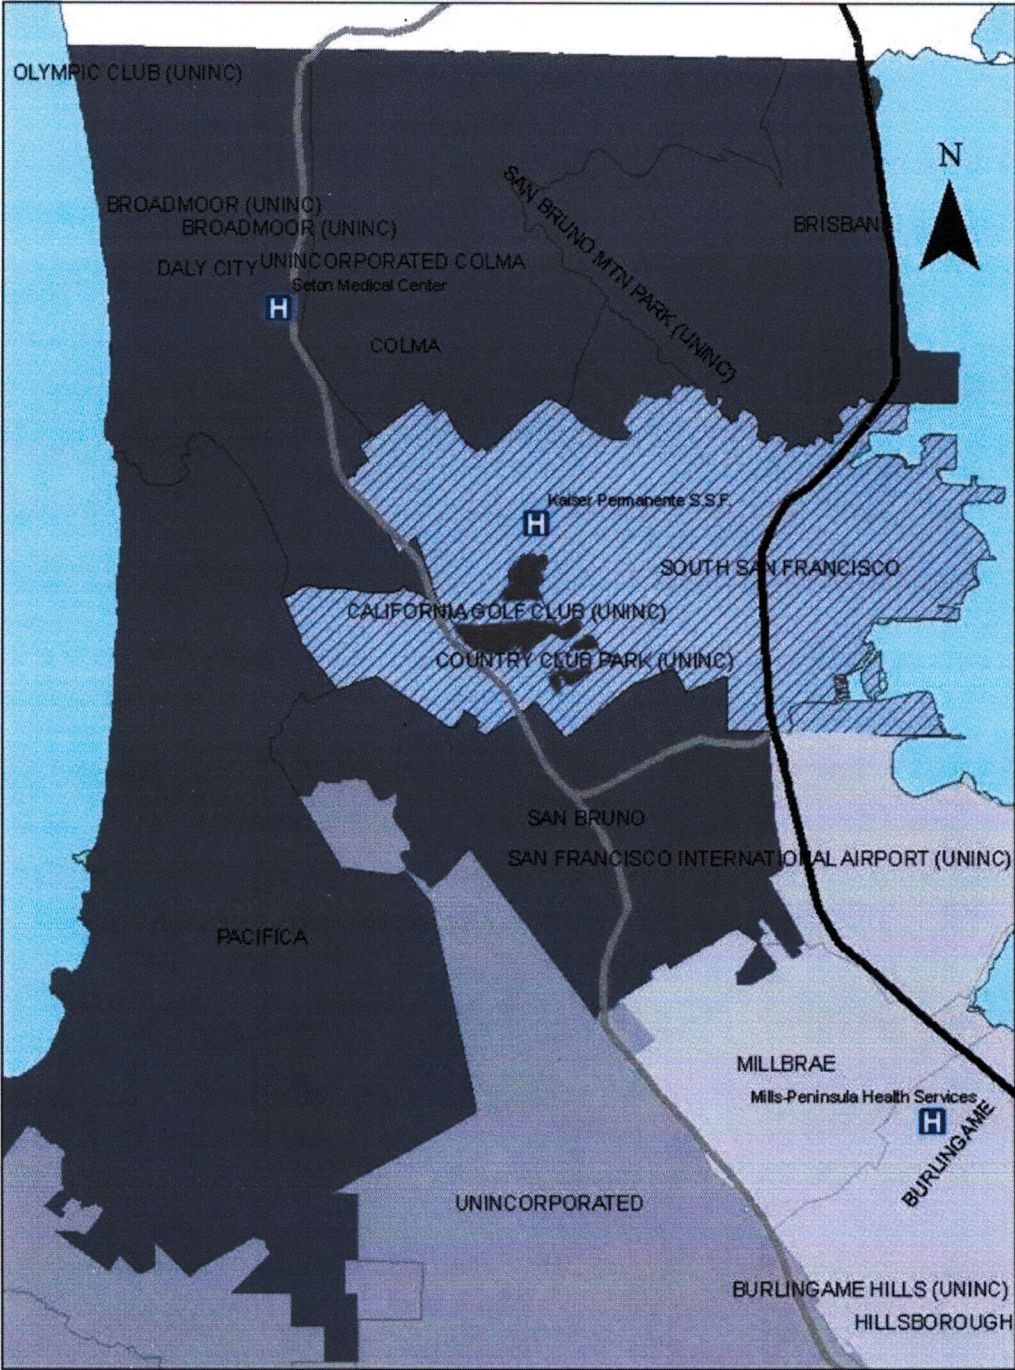 OLYMPIC CLUB (UNINC)
N
SAN BRUNO MTN PARK (UNINC)
BROADMOOR (UNINC)
BRISBANE
BROADMOOR (UNINC)
UNINCORPORATED COLMA
DALY CITY
Seton Medical Center
H
COLMA
Kaiser Permanente S.S.F.
H
SOUTH SAN FRANCISCO
CALIFORNIA GOLF CLUB (UNINC)
COUNTRY CLUB PARK (UNINC)
SAN BRUNO
SAN FRANCISCO INTERNATIONAL AIRPORT (UNINC)
PACIFICA
MILLBRAE
Mills-Peninsula Health Services
H
BURLINGAME
UNINCORPORATED
BURLINGAME HILLS (UNINC)
HILLSBOROUGH